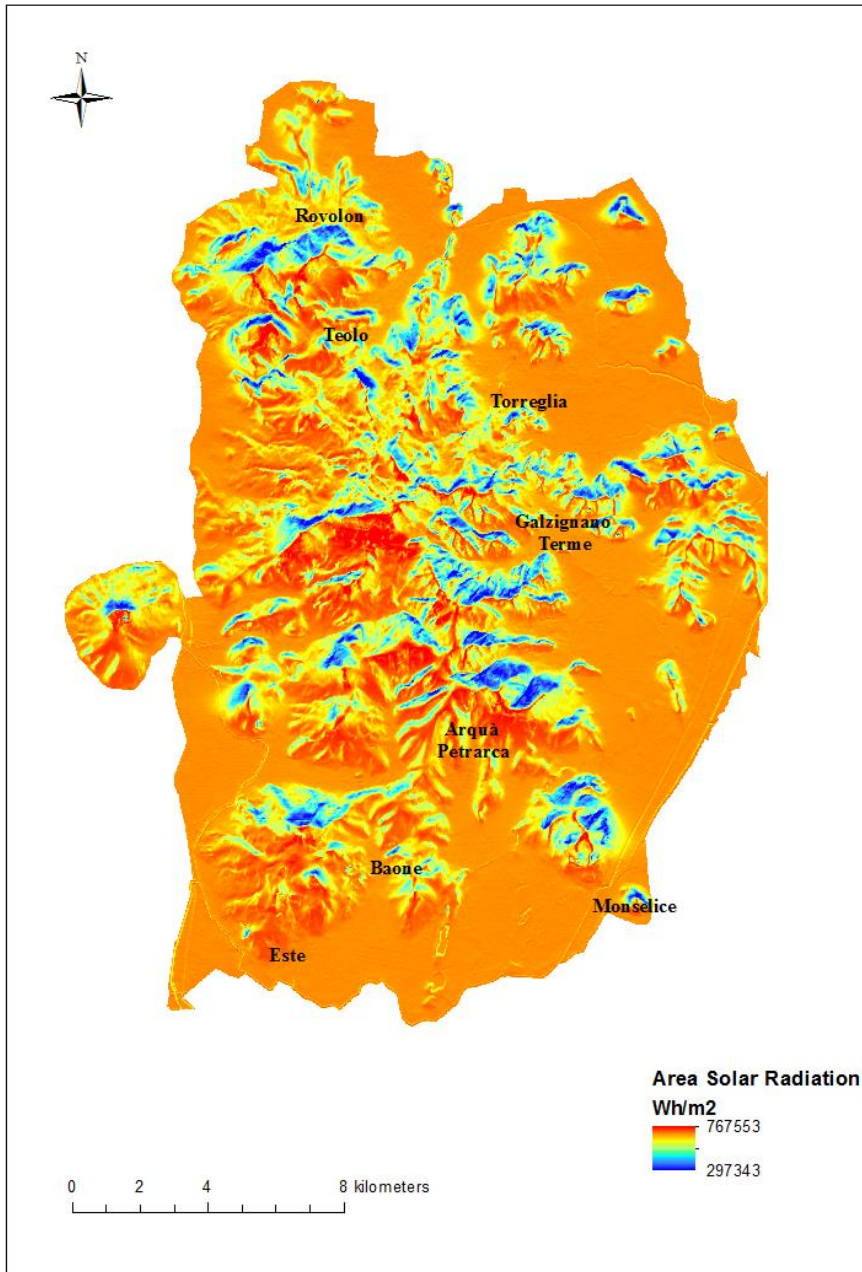 N
Rovolon
Teolo
Torreglia
Galzignano
Terme
Arquà
Petrarca
Baone
Monselice
Este
Area Solar Radiation
Wh/m2
767553
297343
0 2 4 8 kilometers